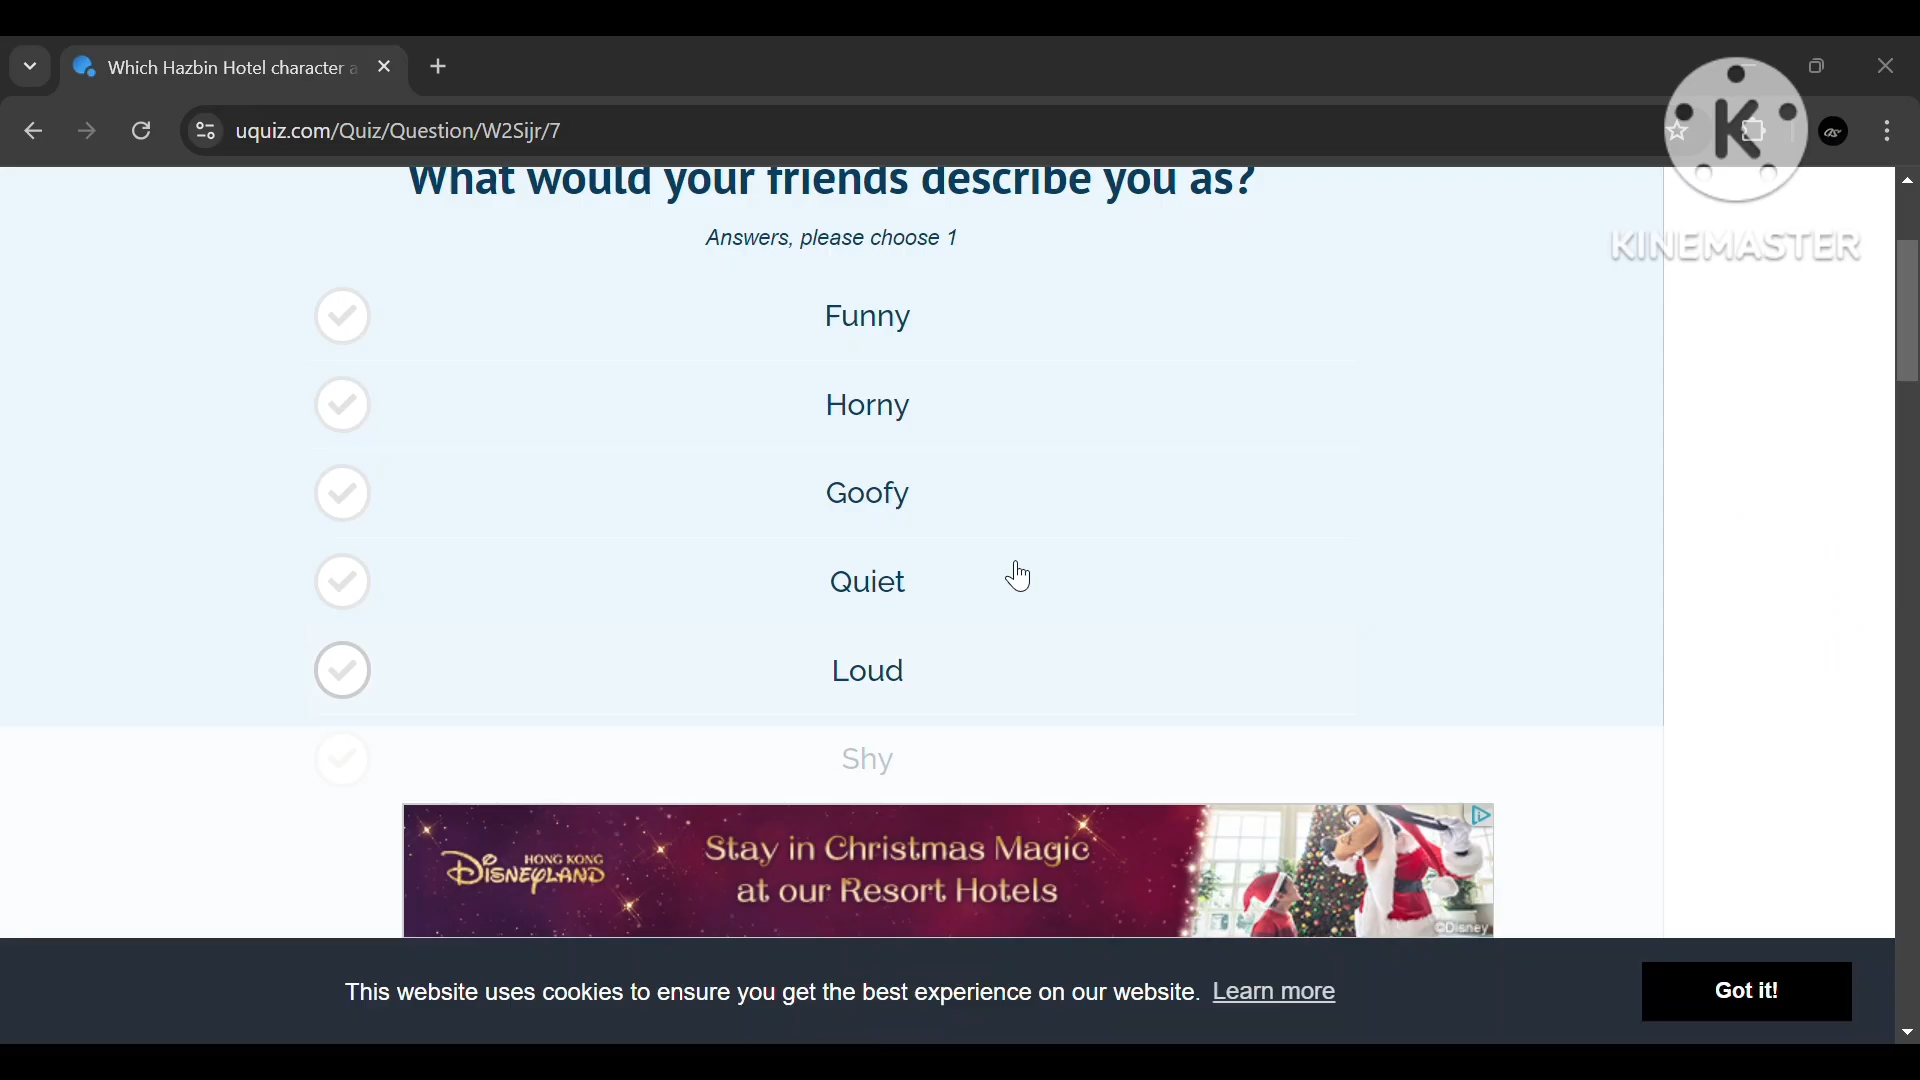 Which Hazbin Hotel character a
uquiz.com/Quiz/Question/W2Sijr/7
K
KINEMASTER
What would your friends describe you as?
Answers, please choose 1
Funny
Horny
Goofy
Quiet
Loud
Shy
HONG KONG
DISNEYLAND
Stay in Christmas Magic
at our Resort Hotels
©Disney
This website uses cookies to ensure you get the best experience on our website. Learn more
Got it!